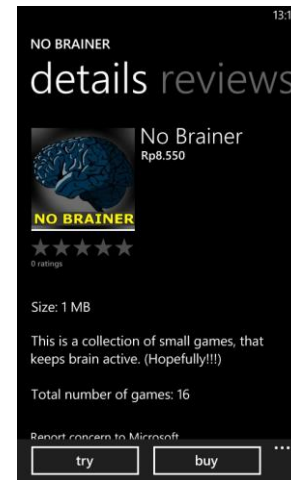 13:1
NO BRAINER
details reviews
No Brainer
Rp8.550
NO BRAINER
0 ratings
Size: 1 MB
This is a collection of small games, that
keeps brain active. (Hopefully!!!)
Total number of games: 16
Report concern to Microsoft
try buy
...